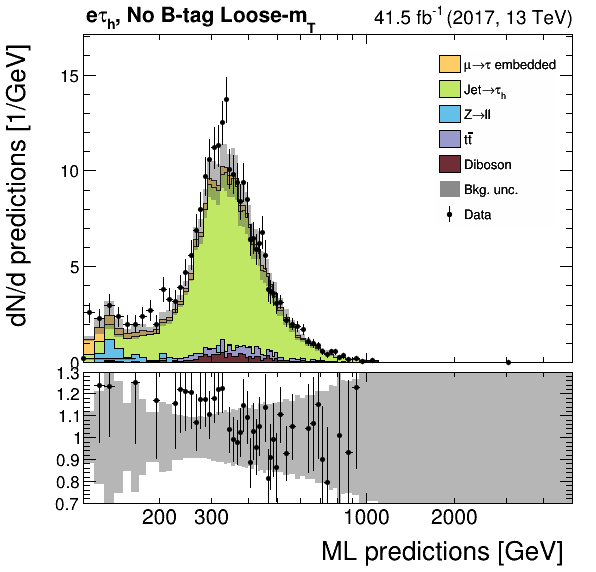 eτh, No B-tag Loose-mT 41.5 fb-1 (2017, 13 TeV)
dN/d predictions [1/GeV]
15
10
5
0
μ→τ embedded
Jet→τh
Z→ll
tt̄
Diboson
Bkg. unc.
Data
1.3
1.2
1.1
1
0.9
0.8
0.7
200 300 1000 2000
ML predictions [GeV]